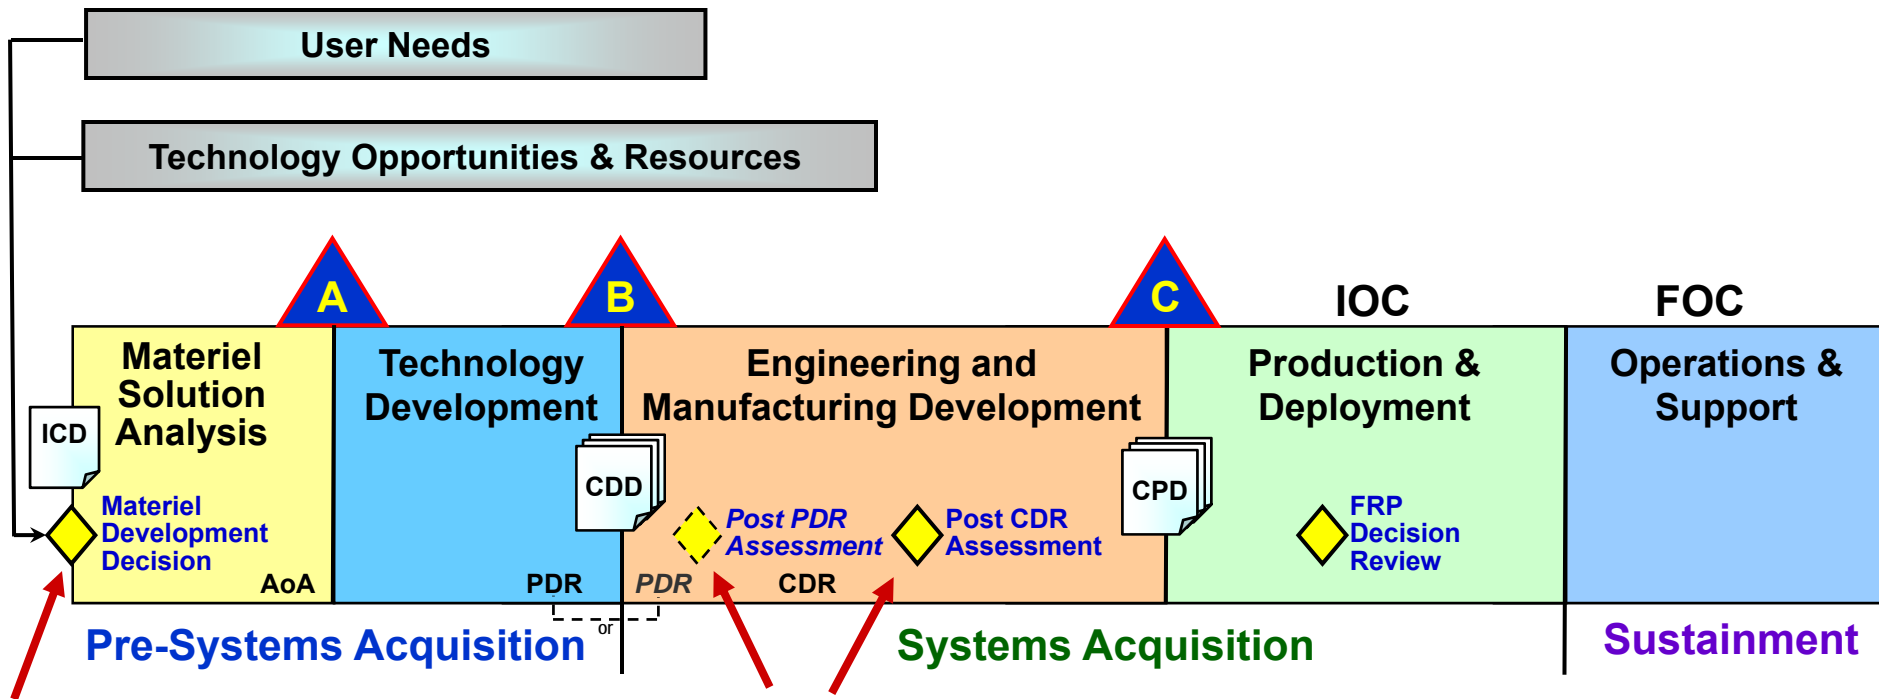 User Needs
Technology Opportunities & Resources
A
B
C
IOC
FOC
Materiel
Solution
Analysis
Technology
Development
Engineering and
Manufacturing Development
Production &
Deployment
Operations &
Support
ICD
CDD
CPD
Materiel
Development
Decision
Post PDR
Assessment
Post CDR
Assessment
FRP
Decision
Review
AoA
PDR
PDR
CDR
or
Pre-Systems Acquisition
Systems Acquisition
Sustainment